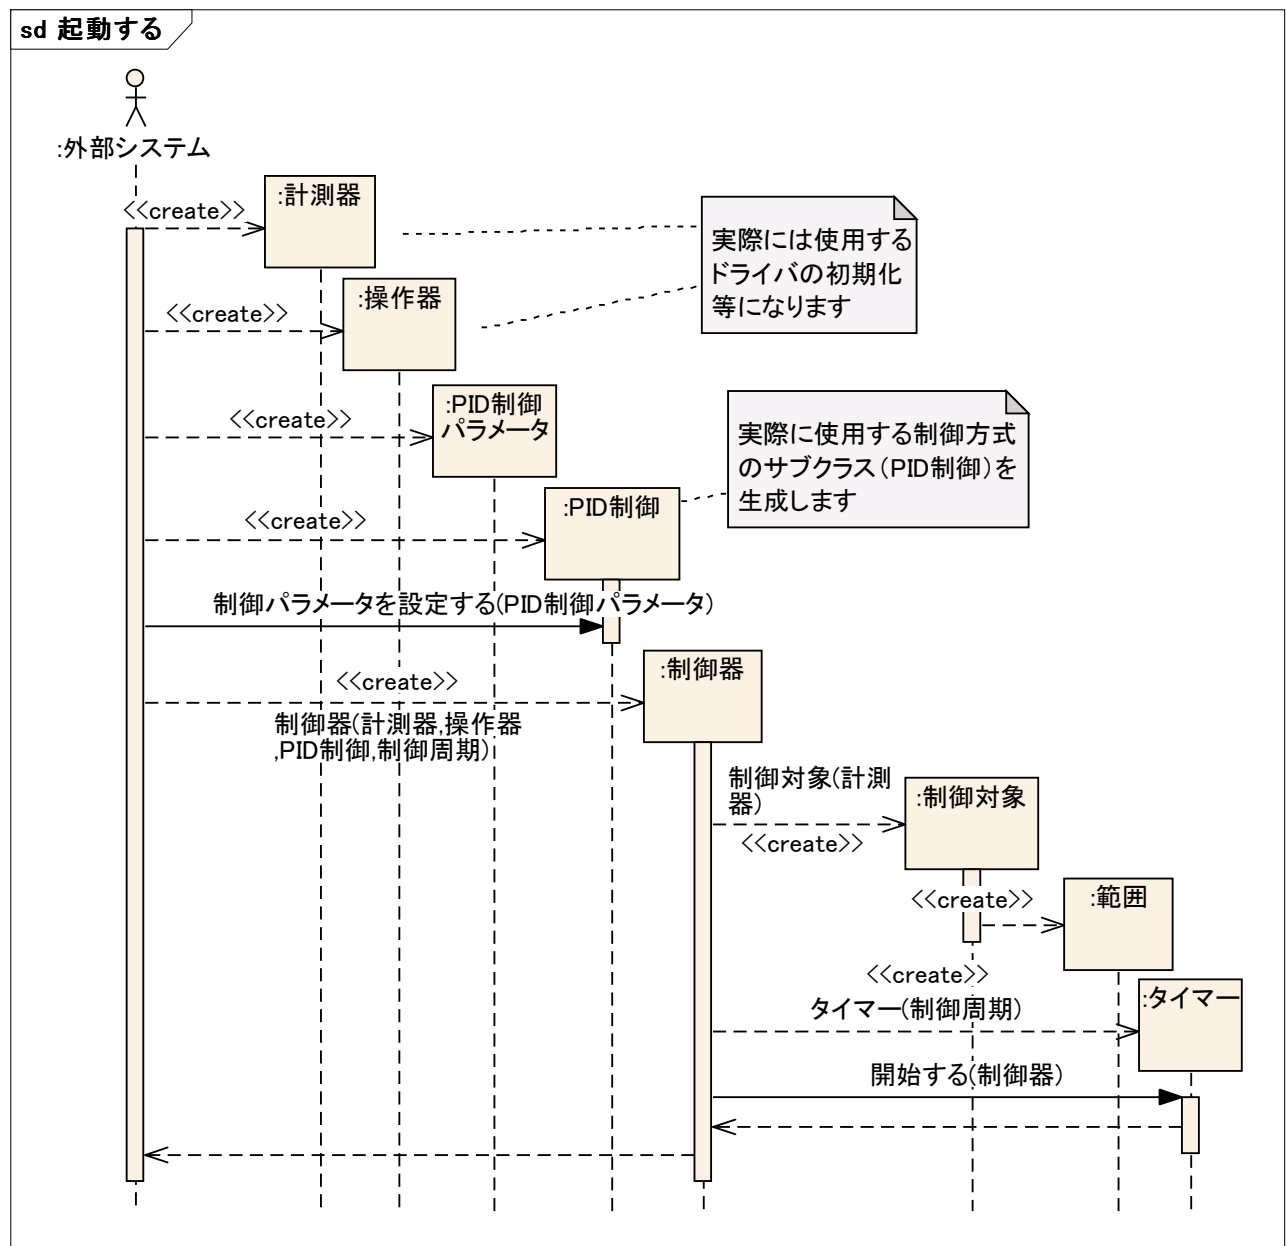 sd 起動する
:外部システム
:計測器
<<create>>
実際には使用する
ドライバの初期化
等になります
:操作器
<<create>>
:PID制御
パラメータ
<<create>>
実際に使用する制御方式
のサブクラス(PID制御)を
生成します
:PID制御
<<create>>
制御パラメータを設定する(PID制御パラメータ)
:制御器
<<create>>
制御器(計測器,操作器
,PID制御,制御周期)
制御対象(計測
器)
:制御対象
<<create>>
:範囲
<<create>>
<<create>>
:タイマー
タイマー(制御周期)
開始する(制御器)